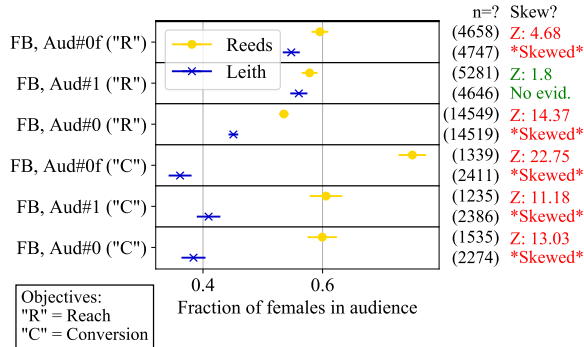 n=? Skew?
Reeds
Leith
FB, Aud#0f ("R") (4658) Z: 4.68
(4747) *Skewed*
FB, Aud#1 ("R") (5281) Z: 1.8
(4646) No evid.
FB, Aud#0 ("R") (14549) Z: 14.37
(14519) *Skewed*
FB, Aud#0f ("C") (1339) Z: 22.75
(2411) *Skewed*
FB, Aud#1 ("C") (1235) Z: 11.18
(2386) *Skewed*
FB, Aud#0 ("C") (1535) Z: 13.03
(2274) *Skewed*
0.4 0.6
Fraction of females in audience
Objectives:
"R" = Reach
"C" = Conversion